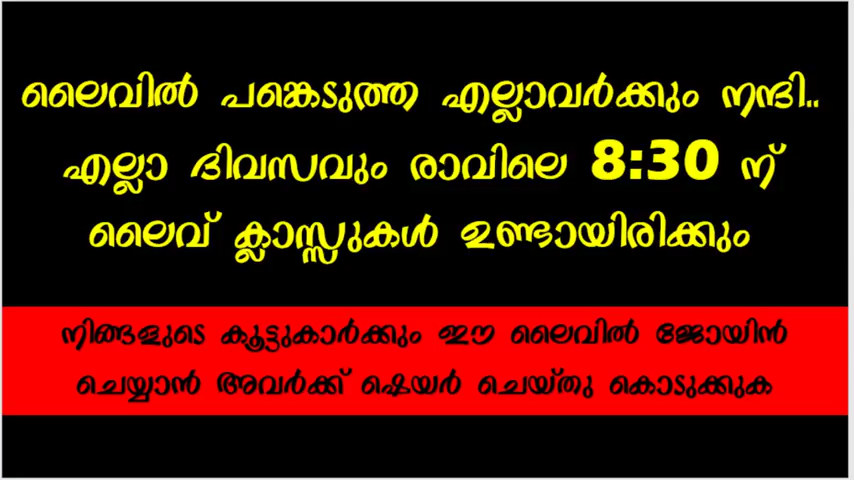 ലൈവിൽ പങ്കെടുത്ത എല്ലാവർക്കും നന്ദി..
എല്ലാ ദിവസവും രാവിലെ 8:30 ന്
ലൈവ് ക്ലാസ്സുകൾ ഉണ്ടായിരിക്കും
നിങ്ങളുടെ കൂട്ടുകാർക്കും ഈ ലൈവിൽ ജോയിൻ
ചെയ്യാൻ അവർക്ക് ഷെയർ ചെയ്തു കൊടുക്കുക